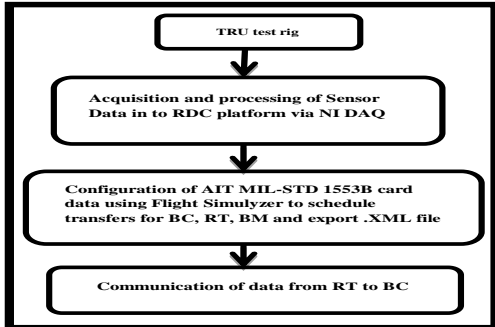 TRU test rig
Acquisition and processing of Sensor
Data in to RDC platform via NI DAQ
Configuration of AIT MIL-STD 1553B card
data using Flight Simulyzer to schedule
transfers for BC, RT, BM and export .XML file
Communication of data from RT to BC